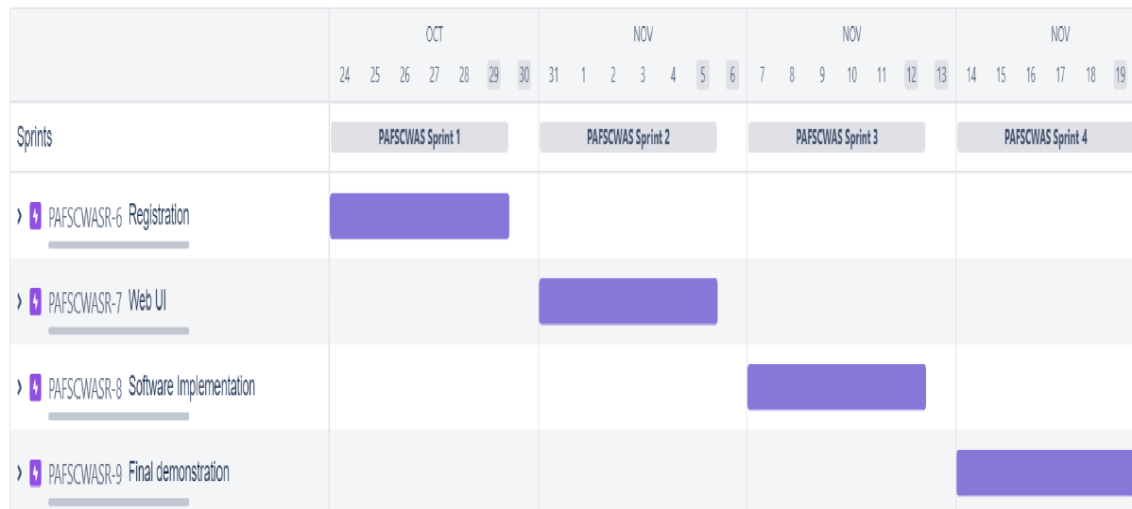 OCT NOV NOV NOV
24 25 26 27 28 29 30 31 1 2 3 4 5 6 7 8 9 10 11 12 13 14 15 16 17 18 19
Sprints PAFSCWAS Sprint 1 PAFSCWAS Sprint 2 PAFSCWAS Sprint 3 PAFSCWAS Sprint 4
PAFSCWASR-6 Registration
PAFSCWASR-7 Web UI
PAFSCWASR-8 Software Implementation
PAFSCWASR-9 Final demonstration